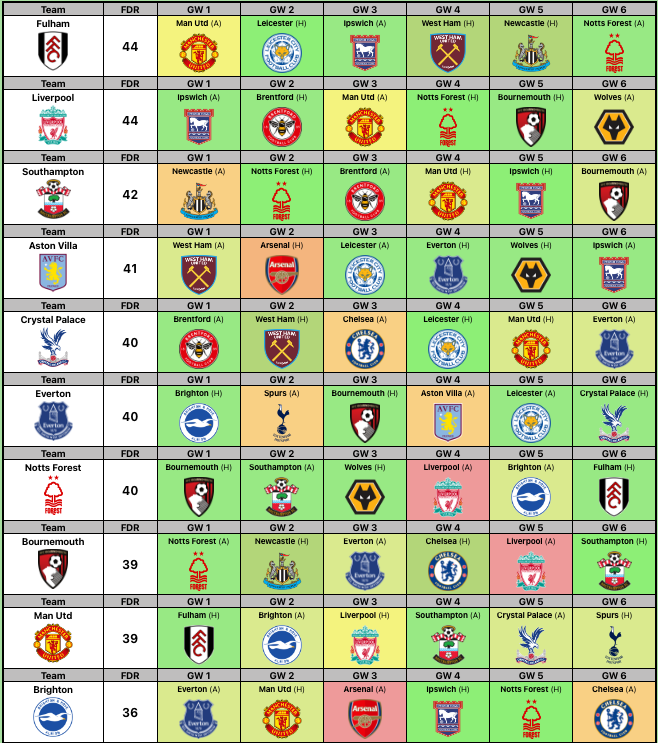 Team FDR GW 1 GW 2 GW 3 GW 4 GW 5 GW 6
Fulham 44 Man Utd (A) Leicester (H) Ipswich (A) West Ham (H) Newcastle (H) Notts Forest (A)
Team FDR GW 1 GW 2 GW 3 GW 4 GW 5 GW 6
Liverpool 44 Ipswich (A) Brentford (H) Man Utd (A) Notts Forest (H) Bournemouth (H) Wolves (A)
Team FDR GW 1 GW 2 GW 3 GW 4 GW 5 GW 6
Southampton 42 Newcastle (A) Notts Forest (H) Brentford (A) Man Utd (H) Ipswich (H) Bournemouth (A)
Team FDR GW 1 GW 2 GW 3 GW 4 GW 5 GW 6
Aston Villa 41 West Ham (A) Arsenal (H) Leicester (A) Everton (H) Wolves (H) Ipswich (A)
Team FDR GW 1 GW 2 GW 3 GW 4 GW 5 GW 6
Crystal Palace 40 Brentford (A) West Ham (H) Chelsea (A) Leicester (H) Man Utd (H) Everton (A)
Team FDR GW 1 GW 2 GW 3 GW 4 GW 5 GW 6
Everton 40 Brighton (H) Spurs (A) Bournemouth (H) Aston Villa (A) Leicester (A) Crystal Palace (H)
Team FDR GW 1 GW 2 GW 3 GW 4 GW 5 GW 6
Notts Forest 40 Bournemouth (H) Southampton (A) Wolves (H) Liverpool (A) Brighton (A) Fulham (H)
Team FDR GW 1 GW 2 GW 3 GW 4 GW 5 GW 6
Bournemouth 39 Notts Forest (A) Newcastle (H) Everton (A) Chelsea (H) Liverpool (A) Southampton (H)
Team FDR GW 1 GW 2 GW 3 GW 4 GW 5 GW 6
Man Utd 39 Fulham (H) Brighton (A) Liverpool (H) Southampton (A) Crystal Palace (A) Spurs (H)
Team FDR GW 1 GW 2 GW 3 GW 4 GW 5 GW 6
Brighton 36 Everton (A) Man Utd (H) Arsenal (A) Ipswich (H) Notts Forest (H) Chelsea (A)